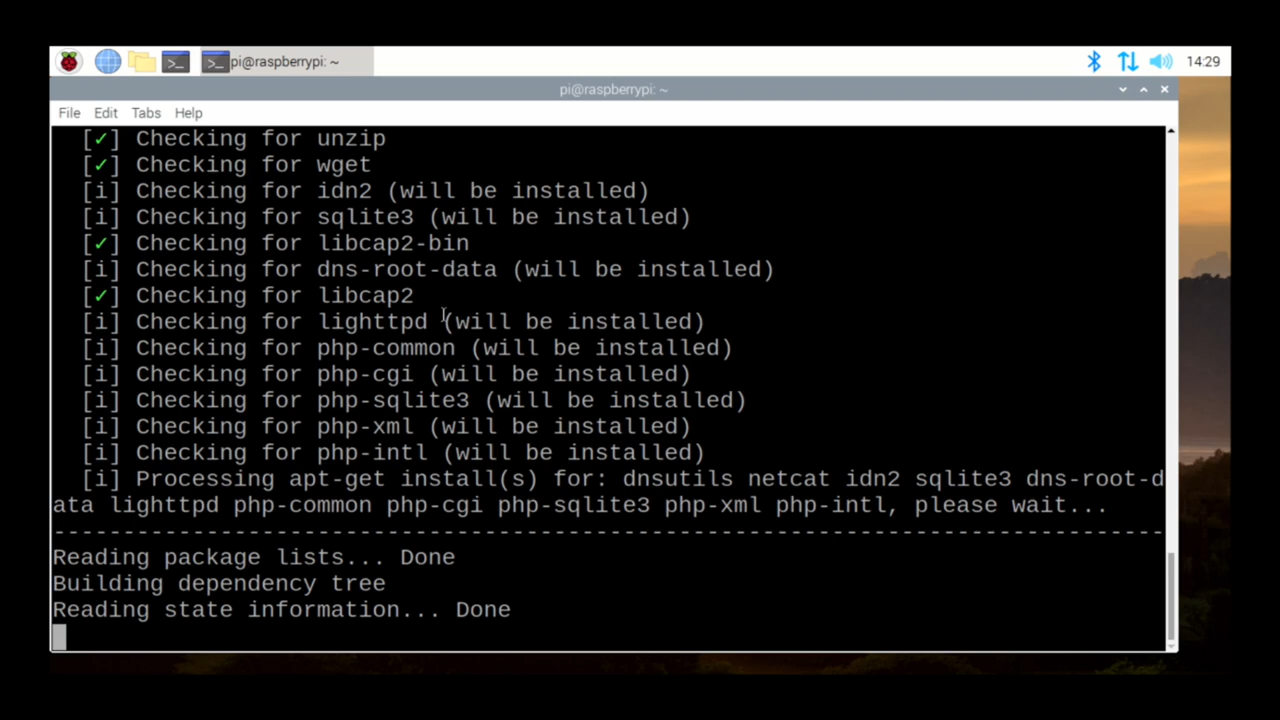 >_ pi@raspberrypi: ~ 14:29
pi@raspberrypi: ~
File Edit Tabs Help
[✓] Checking for unzip
[✓] Checking for wget
[i] Checking for idn2 (will be installed)
[i] Checking for sqlite3 (will be installed)
[✓] Checking for libcap2-bin
[i] Checking for dns-root-data (will be installed)
[✓] Checking for libcap2
[i] Checking for lighttpd (will be installed)
[i] Checking for php-common (will be installed)
[i] Checking for php-cgi (will be installed)
[i] Checking for php-sqlite3 (will be installed)
[i] Checking for php-xml (will be installed)
[i] Checking for php-intl (will be installed)
[i] Processing apt-get install(s) for: dnsutils netcat idn2 sqlite3 dns-root-d
ata lighttpd php-common php-cgi php-sqlite3 php-xml php-intl, please wait...
--------------------------------------------------------------------------------
Reading package lists... Done
Building dependency tree
Reading state information... Done